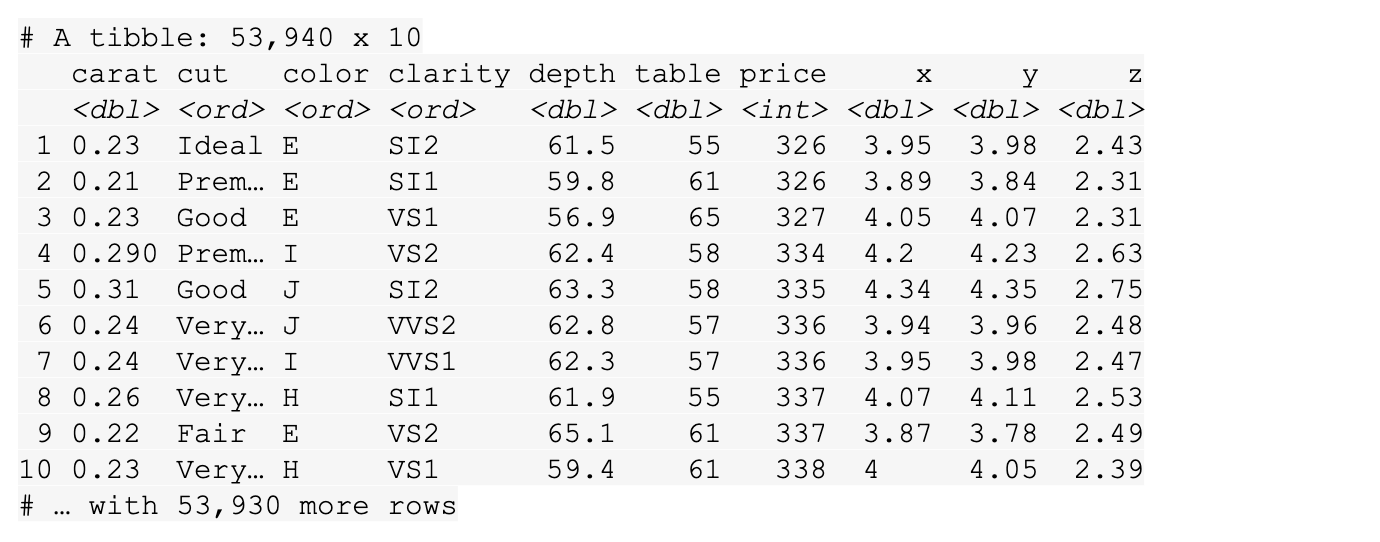 # A tibble: 53,940 x 10
carat cut color clarity depth table price x y z
<dbl> <ord> <ord> <ord> <dbl> <dbl> <int> <dbl> <dbl> <dbl>
1 0.23 Ideal E SI2 61.5 55 326 3.95 3.98 2.43
2 0.21 Prem… E SI1 59.8 61 326 3.89 3.84 2.31
3 0.23 Good E VS1 56.9 65 327 4.05 4.07 2.31
4 0.290 Prem… I VS2 62.4 58 334 4.2 4.23 2.63
5 0.31 Good J SI2 63.3 58 335 4.34 4.35 2.75
6 0.24 Very… J VVS2 62.8 57 336 3.94 3.96 2.48
7 0.24 Very… I VVS1 62.3 57 336 3.95 3.98 2.47
8 0.26 Very… H SI1 61.9 55 337 4.07 4.11 2.53
9 0.22 Fair E VS2 65.1 61 337 3.87 3.78 2.49
10 0.23 Very… H VS1 59.4 61 338 4 4.05 2.39
# … with 53,930 more rows